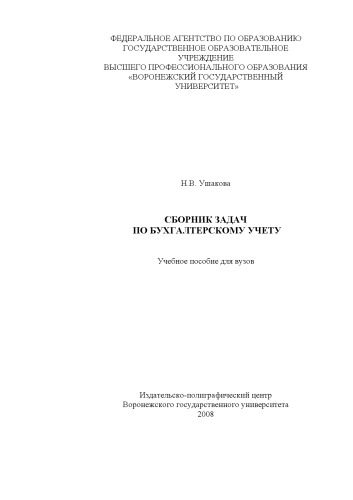 ФЕДЕРАЛЬНОЕ АГЕНТСТВО ПО ОБРАЗОВАНИЮ
ГОСУДАРСТВЕННОЕ ОБРАЗОВАТЕЛЬНОЕ
УЧРЕЖДЕНИЕ
ВЫСШЕГО ПРОФЕССИОНАЛЬНОГО ОБРАЗОВАНИЯ
«ВОРОНЕЖСКИЙ ГОСУДАРСТВЕННЫЙ
УНИВЕРСИТЕТ»
Н.В. Ушакова
СБОРНИК ЗАДАЧ
ПО БУХГАЛТЕРСКОМУ УЧЕТУ
Учебное пособие для вузов
Издательско-полиграфический центр
Воронежского государственного университета
2008